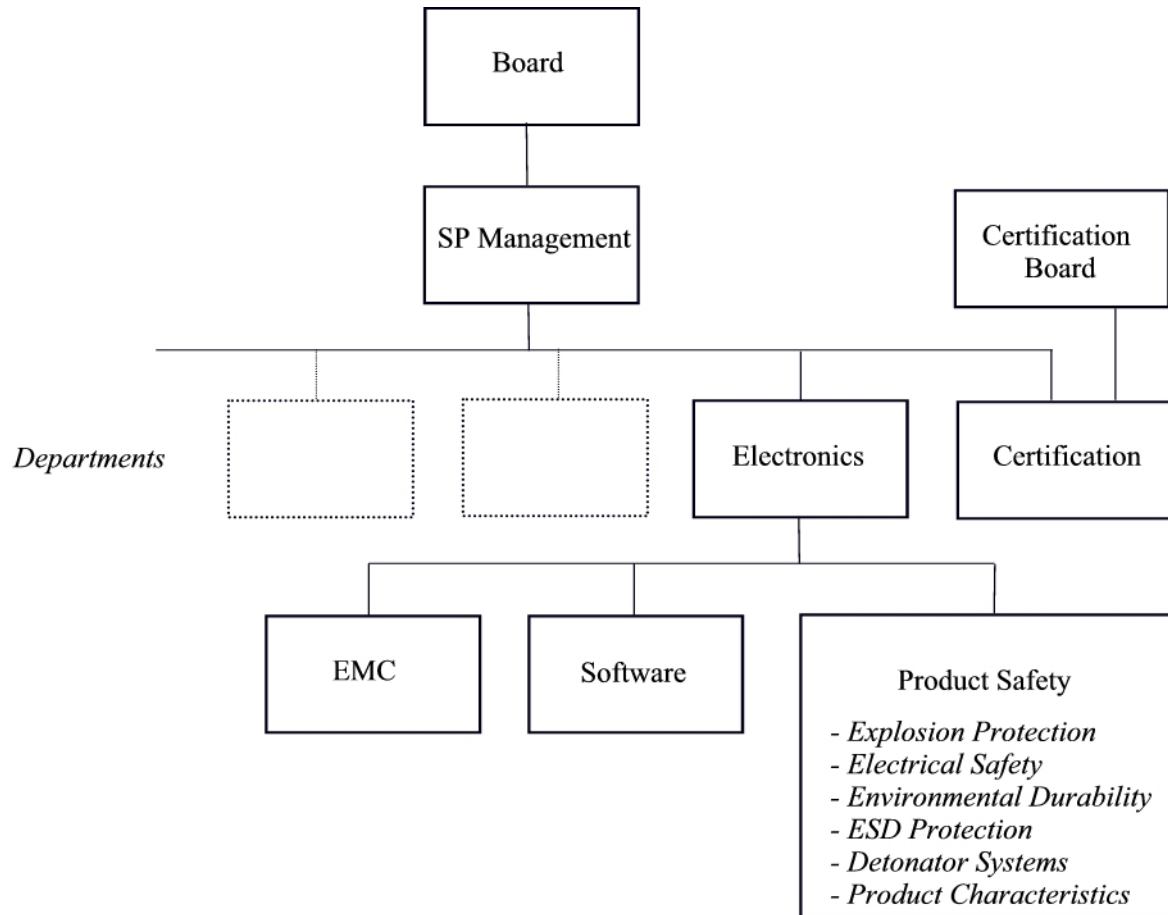 Board
SP Management
Certification
Board
Departments
Electronics
Certification
EMC
Software
Product Safety
- Explosion Protection
- Electrical Safety
- Environmental Durability
- ESD Protection
- Detonator Systems
- Product Characteristics